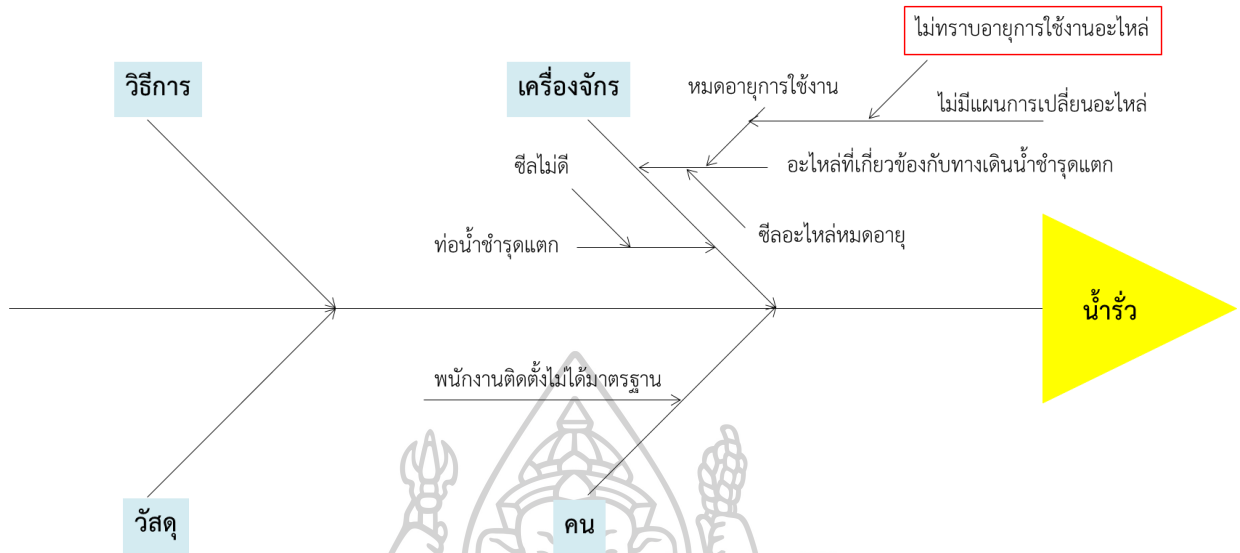 ไม่ทราบอายุการใช้งานอะไหล่
วิธีการ
เครื่องจักร
หมดอายุการใช้งาน
ไม่มีแผนการเปลี่ยนอะไหล่
ซีลไม่ดี
อะไหล่ที่เกี่ยวข้องกับทางเดินน้ำชำรุดแตก
ท่อน้ำชำรุดแตก
ซีลอะไหล่หมดอายุ
น้ำรั่ว
พนักงานติดตั้งไม่ได้มาตรฐาน
วัสดุ
คน